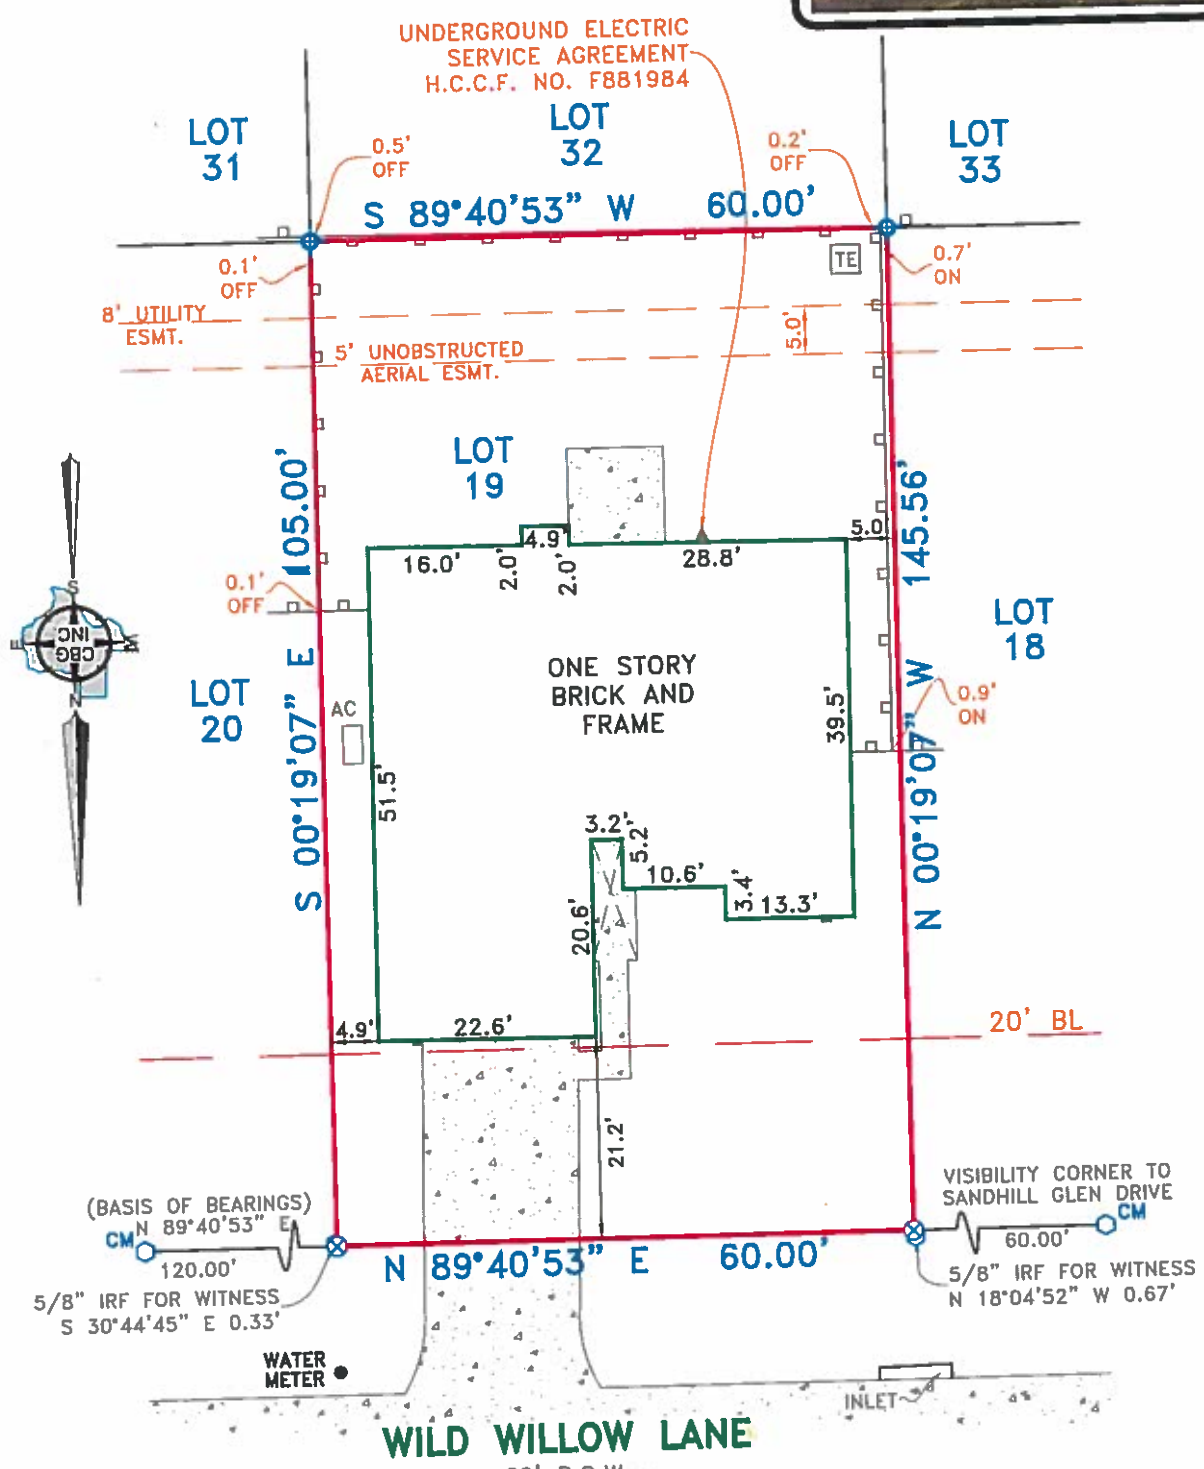 UNDERGROUND ELECTRIC
SERVICE AGREEMENT
H.C.C.F. NO. F881984
LOT
31
0.5'
OFF
LOT
32
0.2'
OFF
LOT
33
S 89°40'53" W 60.00'
0.1'
OFF
TE
0.7'
ON
8' UTILITY
ESMT.
5.0'
5' UNOBSTRUCTED
AERIAL ESMT.
LOT
19
105.00'
S 00°19'07" E
145.56'
N 00°19'07" W
16.0'
2.0'
4.9'
2.0'
28.8'
5.0
0.1'
OFF
S
E
CBG
INC
W
N
LOT
20
AC
ONE STORY
BRICK AND
FRAME
LOT
18
0.9'
ON
39.5'
51.5'
3.2'
5.2'
10.6'
3.4'
13.3'
20.6'
4.9'
22.6'
20' BL
21.2'
(BASIS OF BEARINGS)
N 89°40'53" E
CM
120.00'
5/8" IRF FOR WITNESS
S 30°44'45" E 0.33'
N 89°40'53" E 60.00'
VISIBILITY CORNER TO
SANDHILL GLEN DRIVE
CM
60.00'
5/8" IRF FOR WITNESS
N 18°04'52" W 0.67'
WATER
METER
INLET
WILD WILLOW LANE